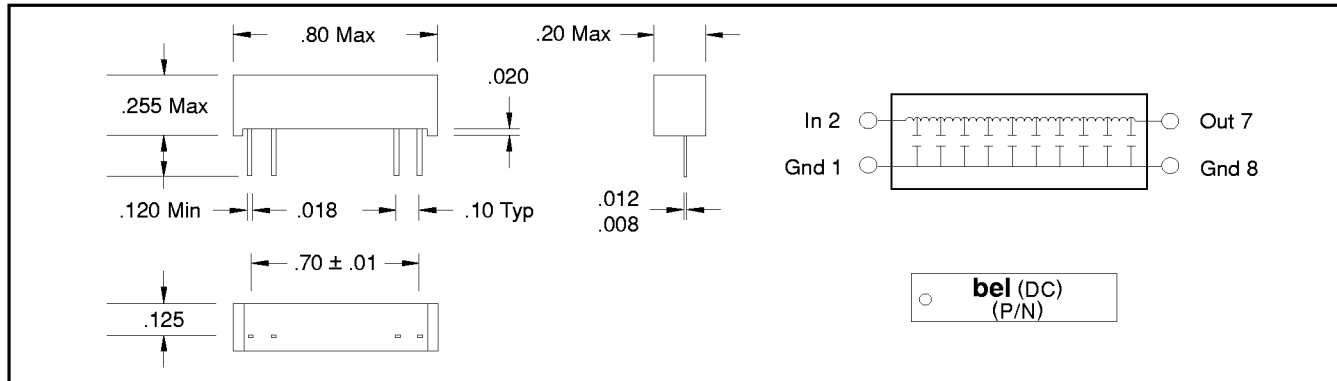 .80 Max
.20 Max
.020
.255 Max
In 2
Out 7
Gnd 1
Gnd 8
.120 Min
.018
.10 Typ
.012
.008
.70 ± .01
.125
bel (DC)
(P/N)